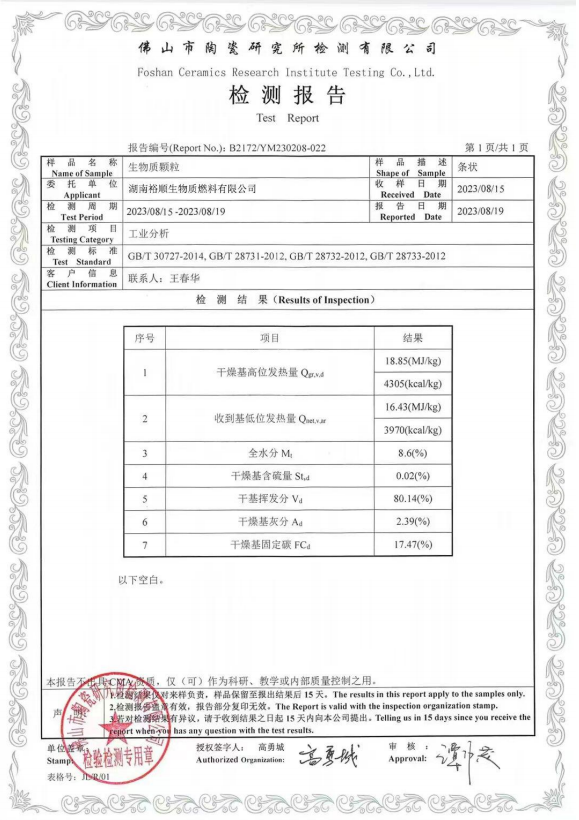 佛山市陶瓷研究所检测有限公司
Foshan Ceramics Research Institute Testing Co.,Ltd.
检测报告
Test Report
报告编号(Report No.): B2172/YM230208-022 第 1 页/共 1 页
样品名称 生物质颗粒 样品描述 条状
Name of Sample Shape of Sample
委托单位 湖南裕顺生物质燃料有限公司 收样日期 2023/08/15
Applicant Received Date
检测周期 2023/08/15 -2023/08/19 报告日期 2023/08/19
Test Period Reported Date
检测项目 工业分析
Testing Category
检测标准 GB/T 30727-2014, GB/T 28731-2012, GB/T 28732-2012, GB/T 28733-2012
Test Standard
客户信息 联系人：王春华
Client Information
检 测 结 果（Results of Inspection）
序号 项目 结果
1 干燥基高位发热量 Qgr,v,d 18.85(MJ/kg)
4305(kcal/kg)
2 收到基低位发热量 Qnet,v,ar 16.43(MJ/kg)
3970(kcal/kg)
3 全水分 Mt 8.6(%)
4 干燥基含硫量 St,d 0.02(%)
5 干基挥发分 Vd 80.14(%)
6 干燥基灰分 Ad 2.39(%)
7 干燥基固定碳 FCd 17.47(%)
以下空白。
本报告不出具CMA资质，仅（可）作为科研、教学或内部质量控制之用。
声
1.检测结果仅对来样负责，样品保留至报出结果后 15 天。The results in this report apply to the samples only.
2.检测报告盖章有效，报告部分复印无效。The Report is valid with the inspection organization stamp.
3.若对检测结果有异议，请于收到结果之日起 15 天内向本公司提出。Telling us in 15 days since you receive the
report when you has any question with the test results.
单位盖章: 授权签字人： 高勇城 高勇城 审 核 ：
Stamp: Authorized Organization: Approval:
表格号：JL/R/01
检验检测专用章